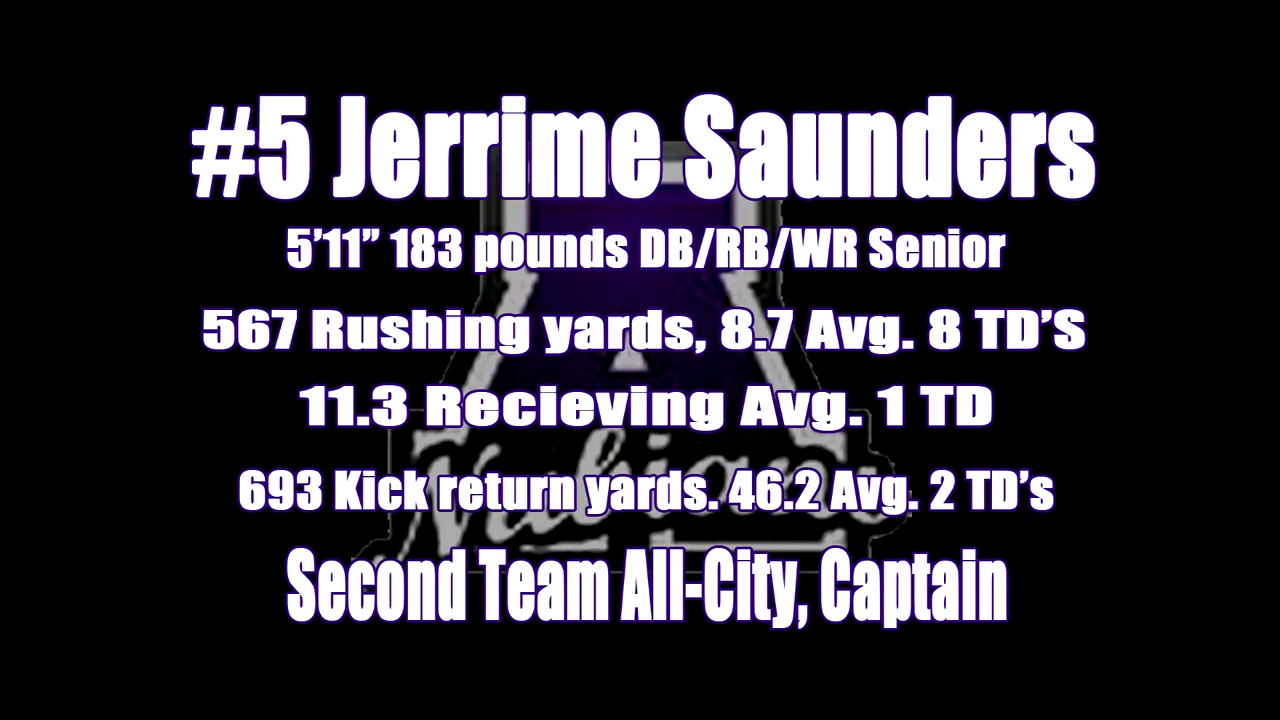 #5 Jerrime Saunders
5’11” 183 pounds DB/RB/WR Senior
567 Rushing yards, 8.7 Avg. 8 TD’S
11.3 Recieving Avg. 1 TD
693 Kick return yards. 46.2 Avg. 2 TD’s
Nubians
Second Team All-City, Captain